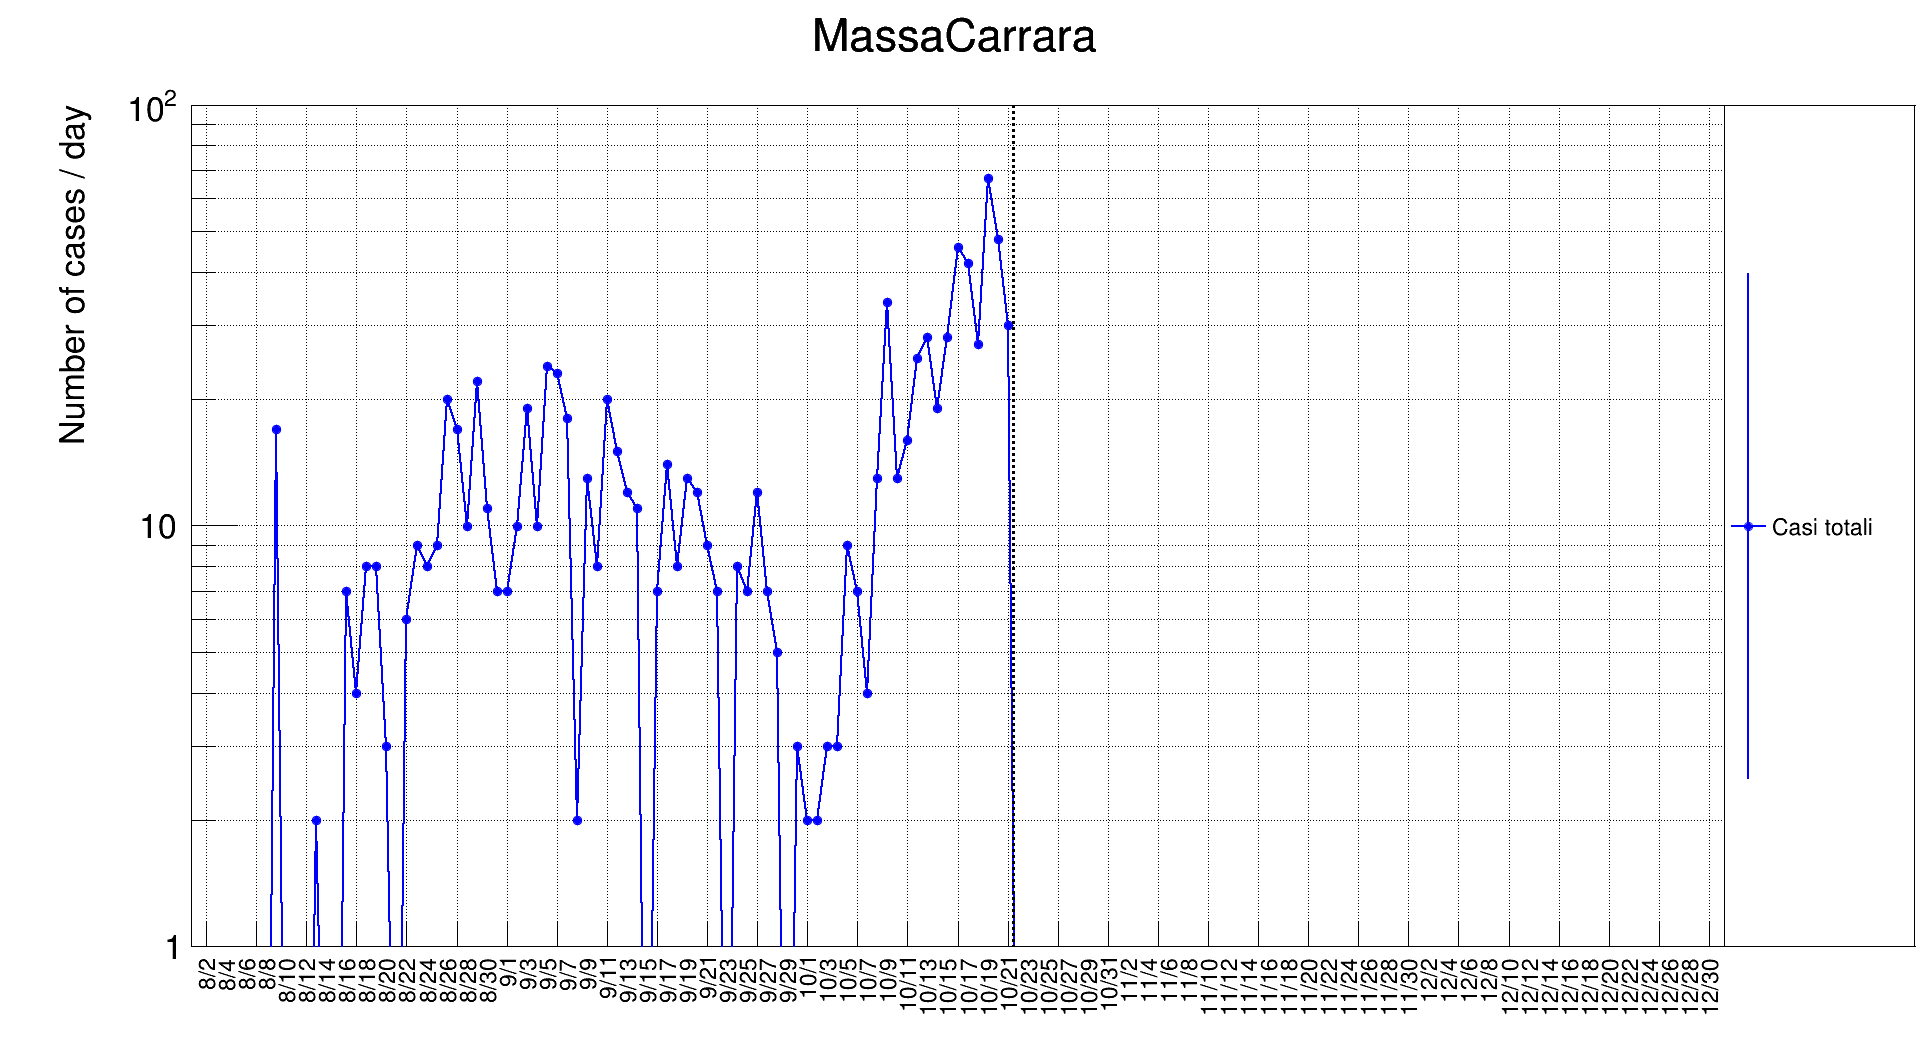 MassaCarrara
Number of cases / day
10²
10
1
8/2 8/4 8/6 8/8 8/10 8/12 8/14 8/16 8/18 8/20 8/22 8/24 8/26 8/28 8/30 9/1 9/3 9/5 9/7 9/9 9/11 9/13 9/15 9/17 9/19 9/21 9/23 9/25 9/27 9/29 10/1 10/3 10/5 10/7 10/9 10/11 10/13 10/15 10/17 10/19 10/21 10/23 10/25 10/27 10/29 10/31 11/2 11/4 11/6 11/8 11/10 11/12 11/14 11/16 11/18 11/20 11/22 11/24 11/26 11/28 11/30 12/2 12/4 12/6 12/8 12/10 12/12 12/14 12/16 12/18 12/20 12/22 12/24 12/26 12/28 12/30
Casi totali